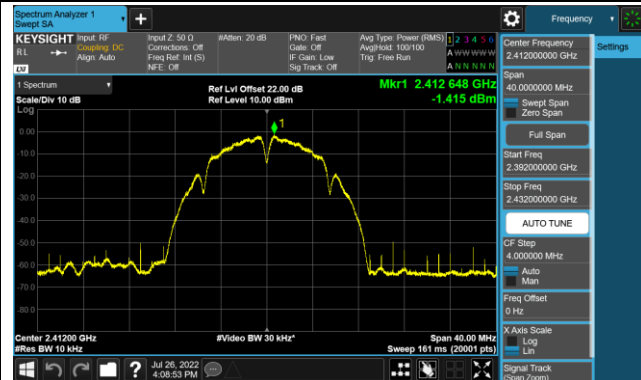 Spectrum Analyzer 1
Swept SA
+
Frequency
KEYSIGHT
RL
Input: RF
Coupling: DC
Align: Auto
Input Z: 50 Ω
Corrections: Off
Freq Ref: Int (S)
NFE: Off
#Atten: 20 dB
PNO: Fast
Gate: Off
IF Gain: Low
Sig Track: Off
Avg Type: Power (RMS)
Avg|Hold: 100/100
Trig: Free Run
1 2 3 4 5 6
A W W W W W
A N N N N N
LXI
1 Spectrum
Scale/Div 10 dB
Log
Ref Lvl Offset 22.00 dB
Ref Level 10.00 dBm
Mkr1 2.412 648 GHz
-1.415 dBm
1
0.00
-10.0
-20.0
-30.0
-40.0
-50.0
-60.0
-70.0
-80.0
Center 2.41200 GHz
#Res BW 10 kHz
#Video BW 30 kHz*
Span 40.00 MHz
Sweep 161 ms (20001 pts)
Center Frequency
2.412000000 GHz
Settings
Span
40.0000000 MHz
Swept Span
Zero Span
Full Span
Start Freq
2.392000000 GHz
Stop Freq
2.432000000 GHz
AUTO TUNE
CF Step
4.000000 MHz
Auto
Man
Freq Offset
0 Hz
X Axis Scale
Log
Lin
Signal Track
(Span Zoom)
?
Jul 26, 2022
4:08:53 PM